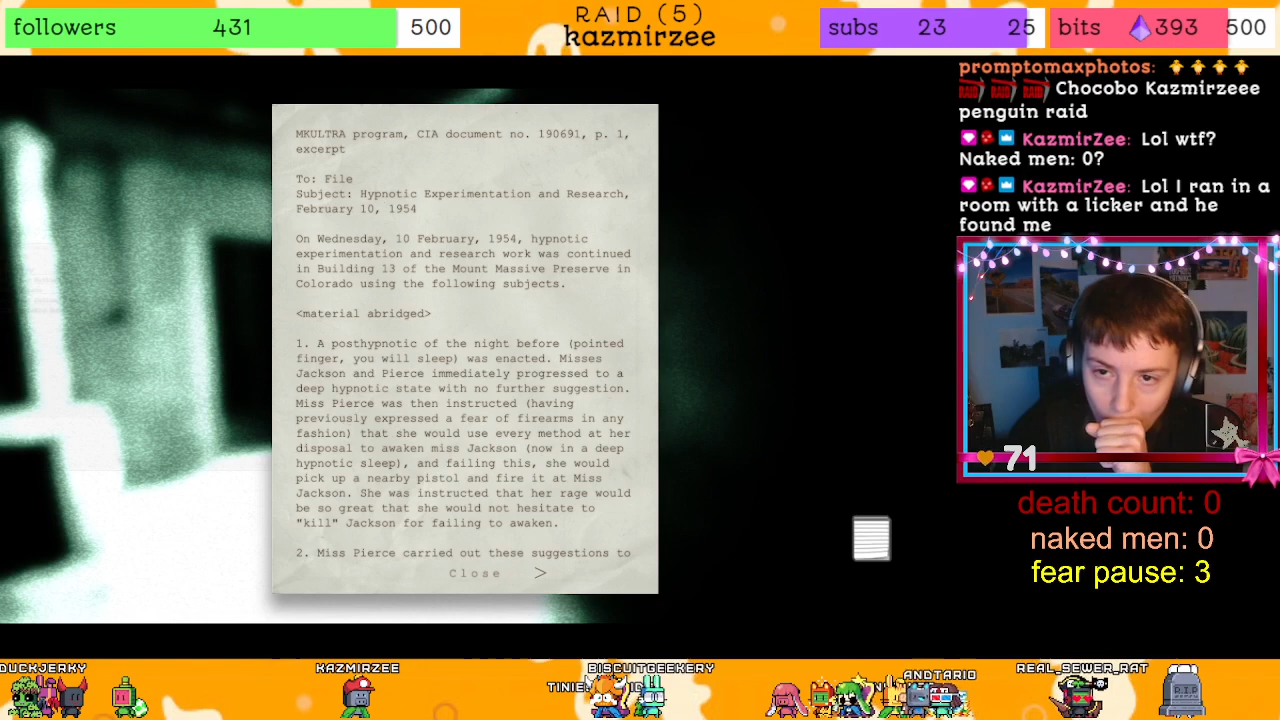 followers 431 500
RAID (5)
kazmirzee
subs 23 25
bits 393 500
promptomaxphotos:
RAID RAID RAID Chocobo Kazmirzeee
penguin raid
KazmirZee: Lol wtf?
Naked men: 0?
KazmirZee: Lol I ran in a
room with a licker and he
found me
MKULTRA program, CIA document no. 190691, p. 1,
excerpt
To: File
Subject: Hypnotic Experimentation and Research,
February 10, 1954
On Wednesday, 10 February, 1954, hypnotic
experimentation and research work was continued
in Building 13 of the Mount Massive Preserve in
Colorado using the following subjects.
<material abridged>
1. A posthypnotic of the night before (pointed
finger, you will sleep) was enacted. Misses
Jackson and Pierce immediately progressed to a
deep hypnotic state with no further suggestion.
Miss Pierce was then instructed (having
previously expressed a fear of firearms in any
fashion) that she would use every method at her
disposal to awaken miss Jackson (now in a deep
hypnotic sleep), and failing this, she would
pick up a nearby pistol and fire it at Miss
Jackson. She was instructed that her rage would
be so great that she would not hesitate to
"kill" Jackson for failing to awaken.
2. Miss Pierce carried out these suggestions to
Close >
71
death count: 0
naked men: 0
fear pause: 3
DUCKJERKY
KAZMIRZEE
BISCUITGEEKERY
ANDTARIO
REAL_SEWER_RAT
RIP